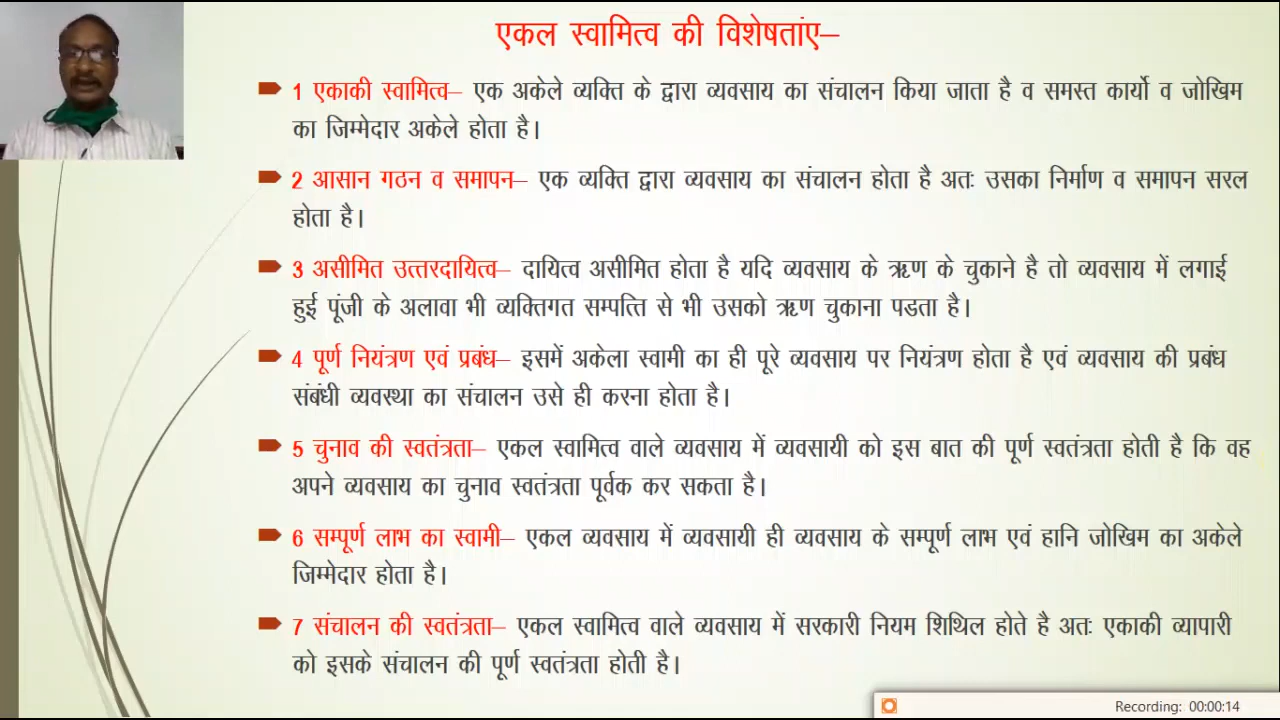 एकल स्वामित्व की विशेषतांए–
1 एकाकी स्वामित्व– एक अकेले व्यक्ति के द्वारा व्यवसाय का संचालन किया जाता है व समस्त कार्यो व जोखिम
का जिम्मेदार अकेले होता है।
2 आसान गठन व समापन– एक व्यक्ति द्वारा व्यवसाय का संचालन होता है अतः उसका निर्माण व समापन सरल
होता है।
3 असीमित उत्तरदायित्व– दायित्व असीमित होता है यदि व्यवसाय के ऋण के चुकाने है तो व्यवसाय में लगाई
हुई पूंजी के अलावा भी व्यक्तिगत सम्पत्ति से भी उसको ऋण चुकाना पडता है।
4 पूर्ण नियंत्रण एवं प्रबंध– इसमें अकेला स्वामी का ही पूरे व्यवसाय पर नियंत्रण होता है एवं व्यवसाय की प्रबंध
संबंधी व्यवस्था का संचालन उसे ही करना होता है।
5 चुनाव की स्वतंत्रता– एकल स्वामित्व वाले व्यवसाय में व्यवसायी को इस बात की पूर्ण स्वतंत्रता होती है कि वह
अपने व्यवसाय का चुनाव स्वतंत्रता पूर्वक कर सकता है।
6 सम्पूर्ण लाभ का स्वामी– एकल व्यवसाय में व्यवसायी ही व्यवसाय के सम्पूर्ण लाभ एवं हानि जोखिम का अकेले
जिम्मेदार होता है।
7 संचालन की स्वतंत्रता– एकल स्वामित्व वाले व्यवसाय में सरकारी नियम शिथिल होते है अतः एकाकी व्यापारी
को इसके संचालन की पूर्ण स्वतंत्रता होती है।
Recording: 00:00:14